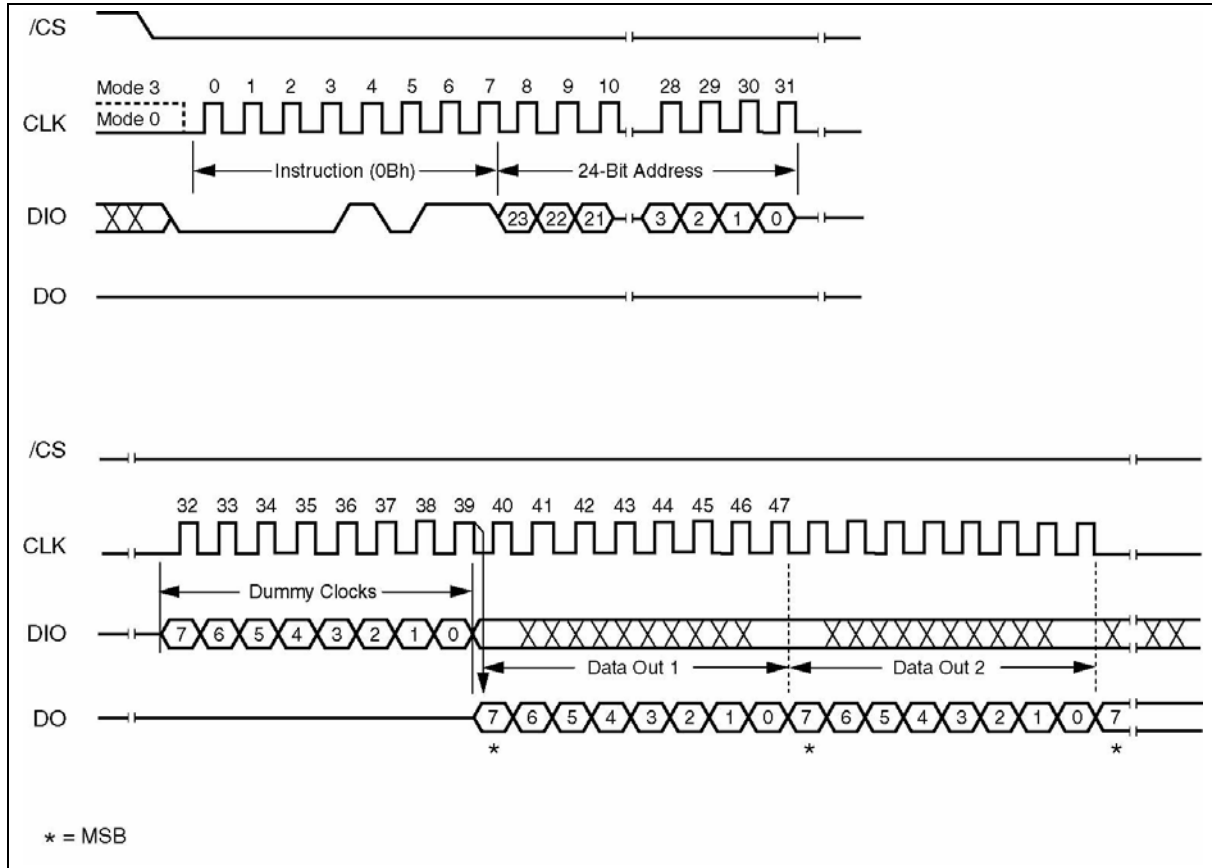 /CS
Mode 3
0 1 2 3 4 5 6 7 8 9 10 28 29 30 31
CLK
Mode 0
Instruction (0Bh) 24-Bit Address
DIO 23 22 21 3 2 1 0
DO
/CS
32 33 34 35 36 37 38 39 40 41 42 43 44 45 46 47
CLK
Dummy Clocks
DIO 7 6 5 4 3 2 1 0
Data Out 1 Data Out 2
DO 7 6 5 4 3 2 1 0 7 6 5 4 3 2 1 0 7
* * *
* = MSB